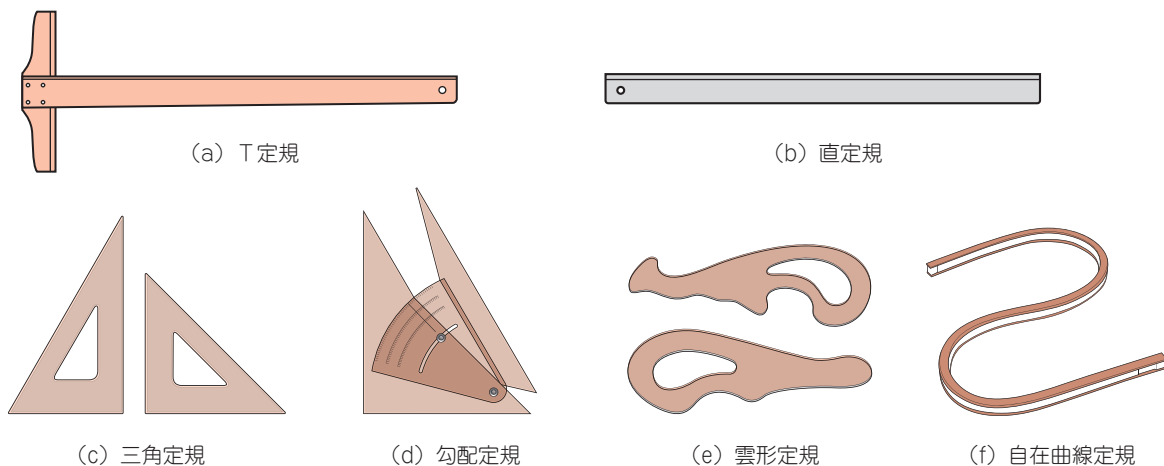 (a) T定規
(b) 直定規
(c) 三角定規
(d) 勾配定規
(e) 雲形定規
(f) 自在曲線定規